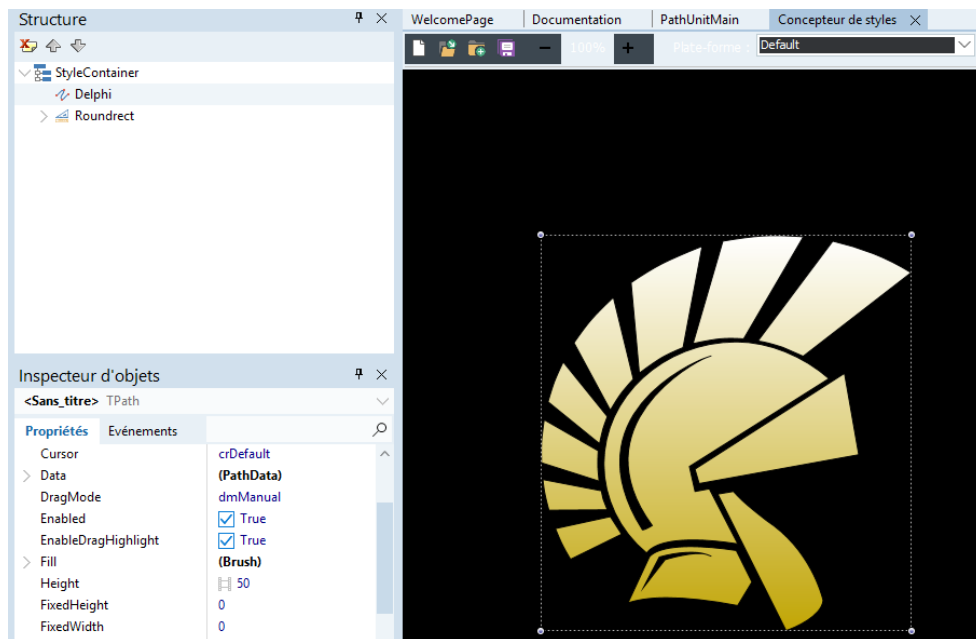 Structure
StyleContainer
Delphi
Roundrect
Inspecteur d'objets
<Sans_titre> TPath
Propriétés Evénements
Cursor crDefault
Data (PathData)
DragMode dmManual
Enabled True
EnableDragHighlight True
Fill (Brush)
Height 50
FixedHeight 0
FixedWidth 0
WelcomePage Documentation PathUnitMain Concepteur de styles
100% Plate-forme : Default